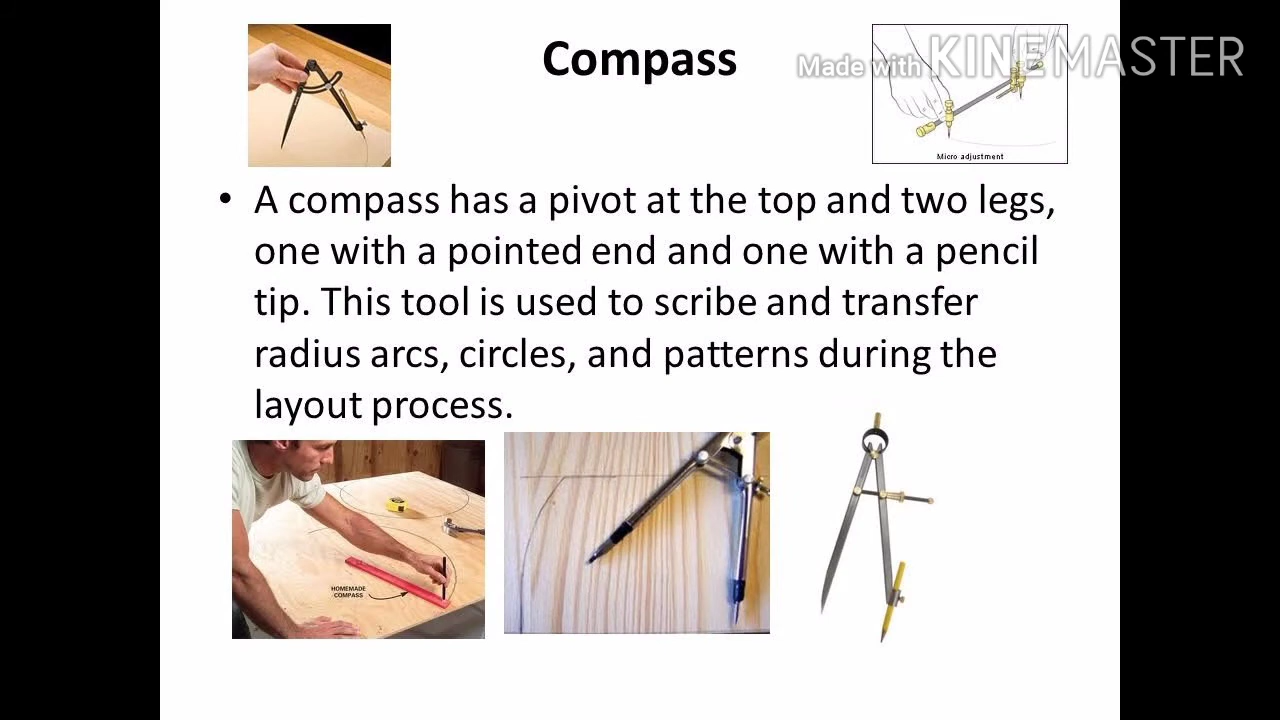 Compass
Made with KINEMASTER
Micro adjustment
• A compass has a pivot at the top and two legs,
one with a pointed end and one with a pencil
tip. This tool is used to scribe and transfer
radius arcs, circles, and patterns during the
layout process.
HOMEMADE
COMPASS